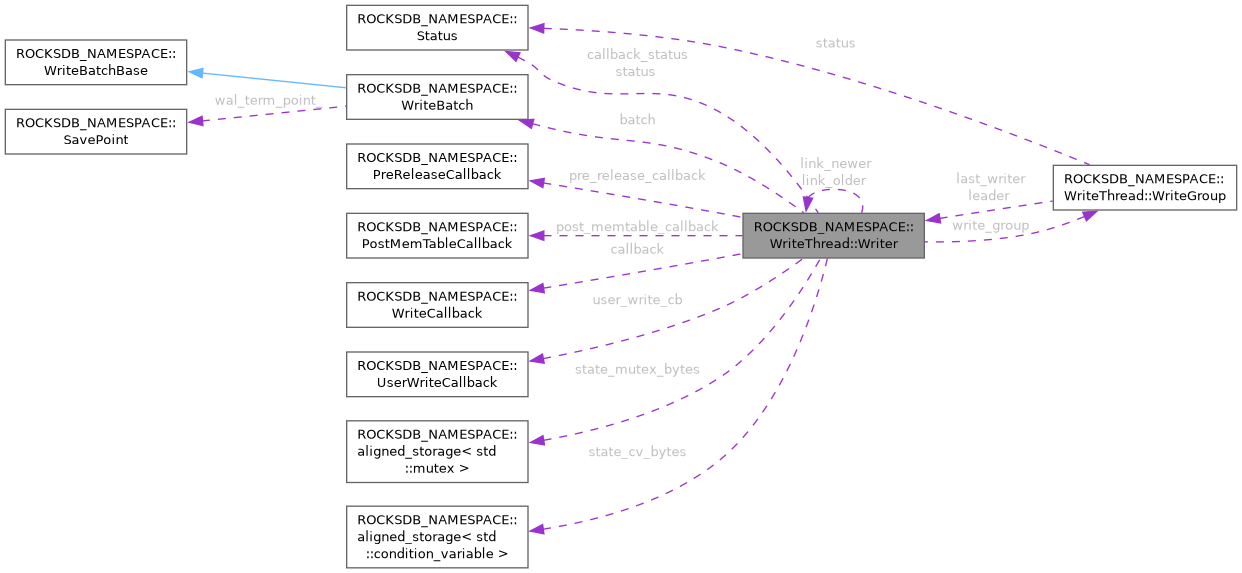 ROCKSDB_NAMESPACE::
WriteBatchBase
ROCKSDB_NAMESPACE::
SavePoint
wal_term_point_
ROCKSDB_NAMESPACE::
Status
ROCKSDB_NAMESPACE::
WriteBatch
ROCKSDB_NAMESPACE::
PreReleaseCallback
ROCKSDB_NAMESPACE::
PostMemTableCallback
ROCKSDB_NAMESPACE::
WriteCallback
ROCKSDB_NAMESPACE::
UserWriteCallback
ROCKSDB_NAMESPACE::
aligned_storage< std
::mutex >
ROCKSDB_NAMESPACE::
aligned_storage< std
::condition_variable >
callback_status
status
batch
pre_release_callback
post_memtable_callback
callback
user_write_cb
state_mutex_bytes
state_cv_bytes
status
link_newer
link_older
ROCKSDB_NAMESPACE::
WriteThread::Writer
last_writer
leader
write_group
ROCKSDB_NAMESPACE::
WriteThread::WriteGroup